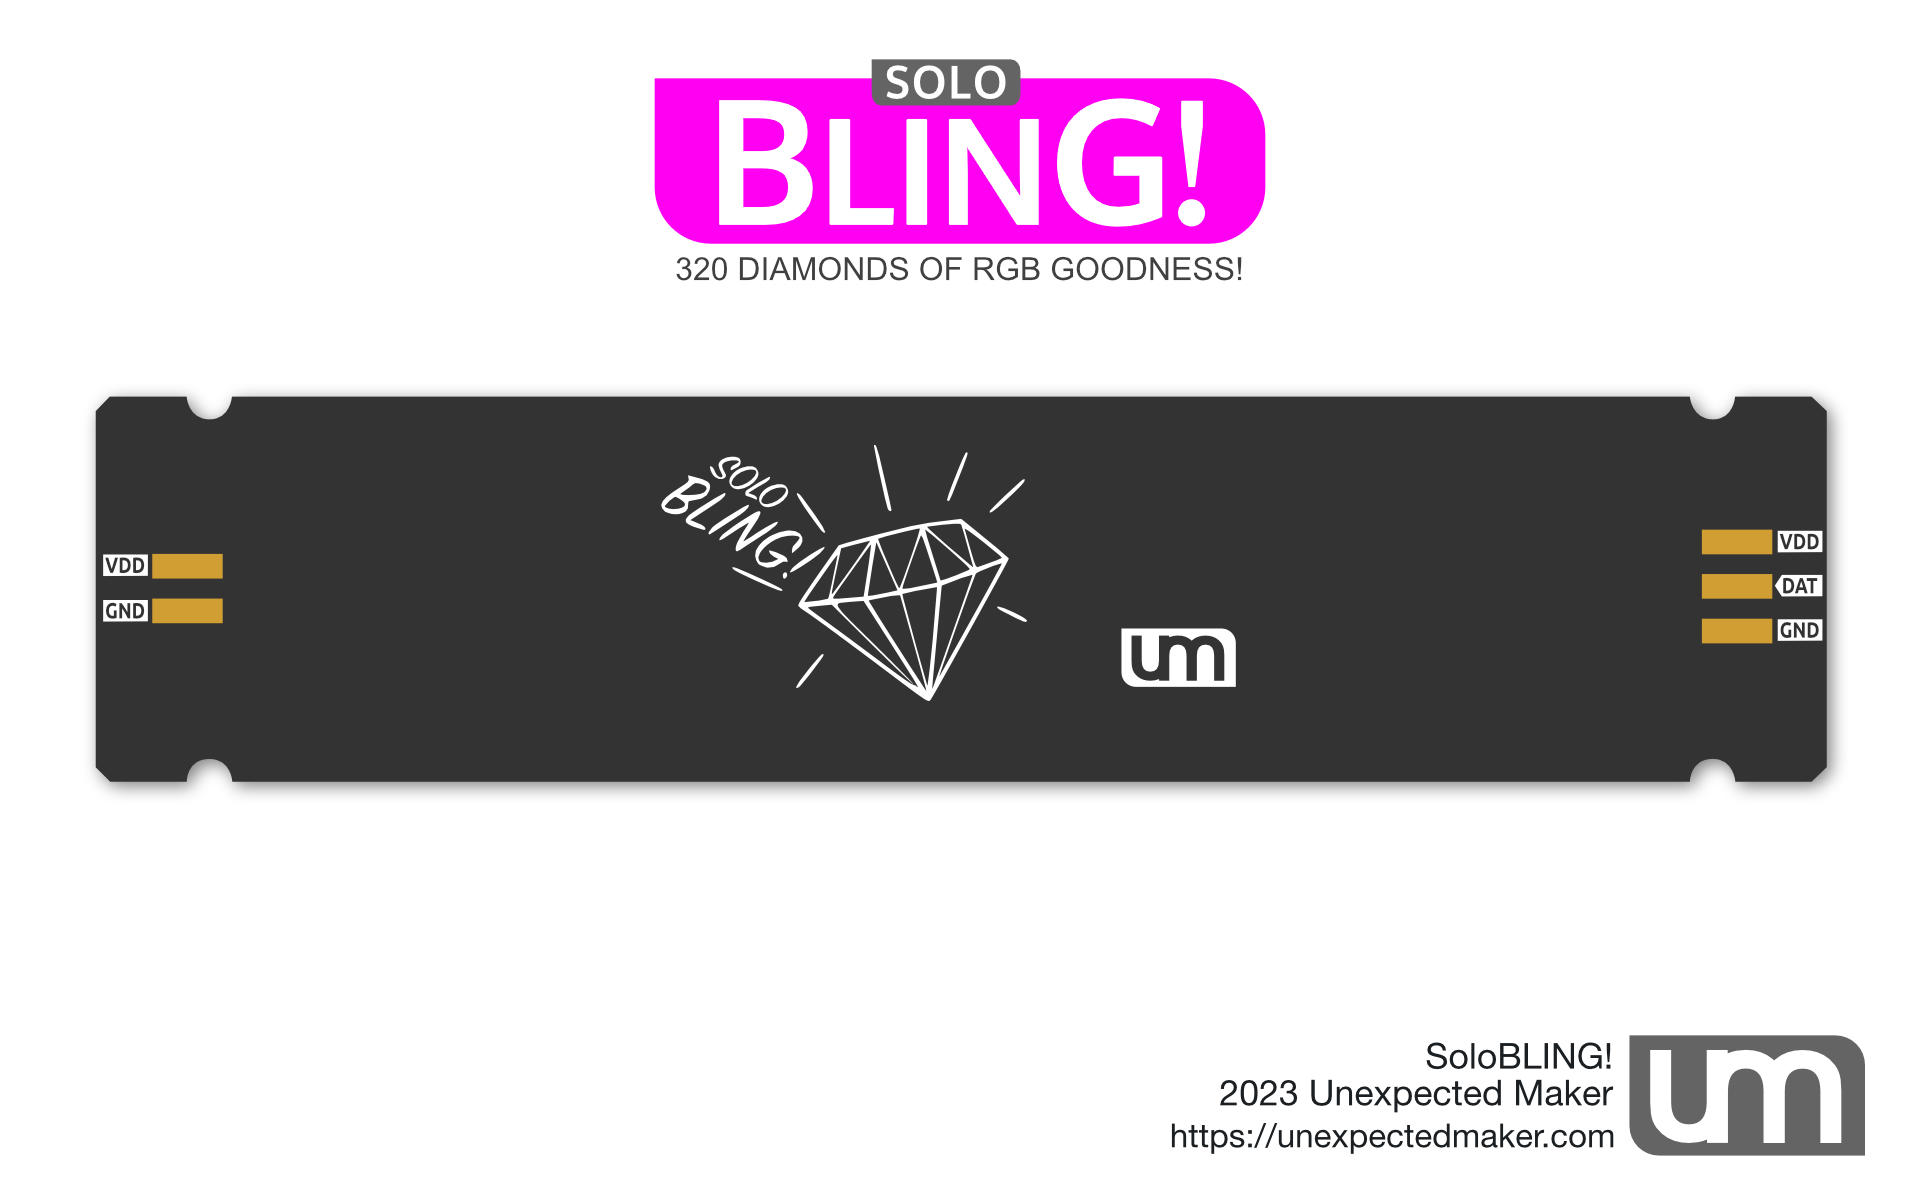 SOLO
BLING!
320 DIAMONDS OF RGB GOODNESS!
SOLO
BLING!
VDD
GND
um
VDD
DAT
GND
SoloBLING!
2023 Unexpected Maker
https://unexpectedmaker.com
um